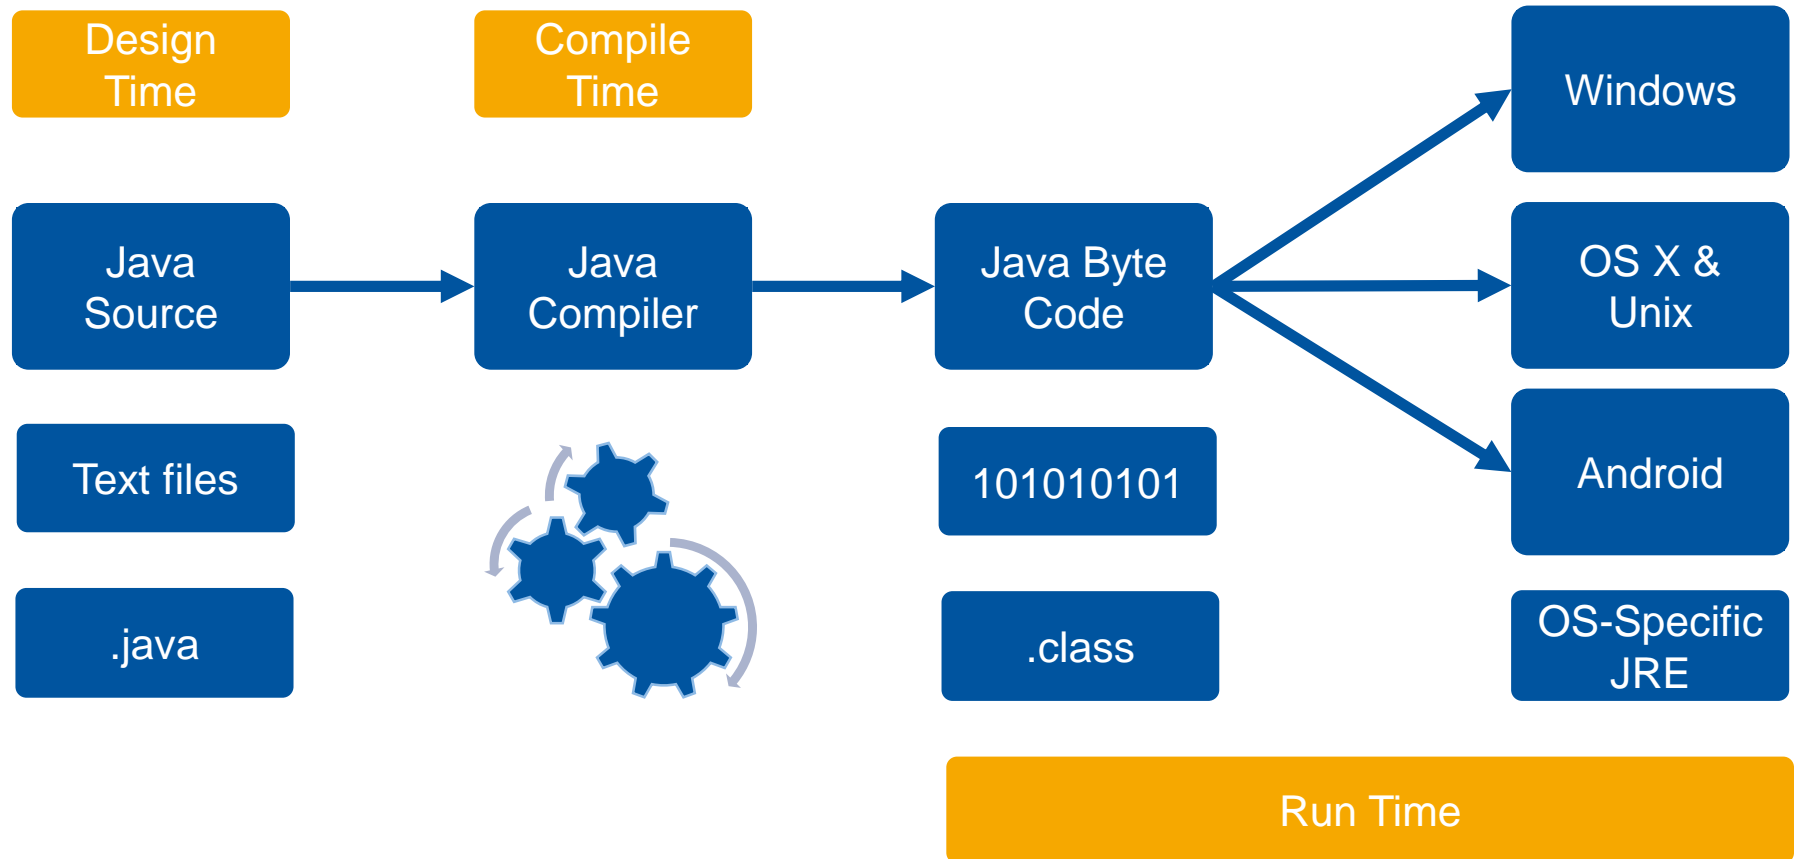 Design
Time
Compile
Time
Windows
Java
Source
Java
Compiler
Java Byte
Code
OS X &
Unix
Text files
101010101
Android
.java
.class
OS-Specific
JRE
Run Time